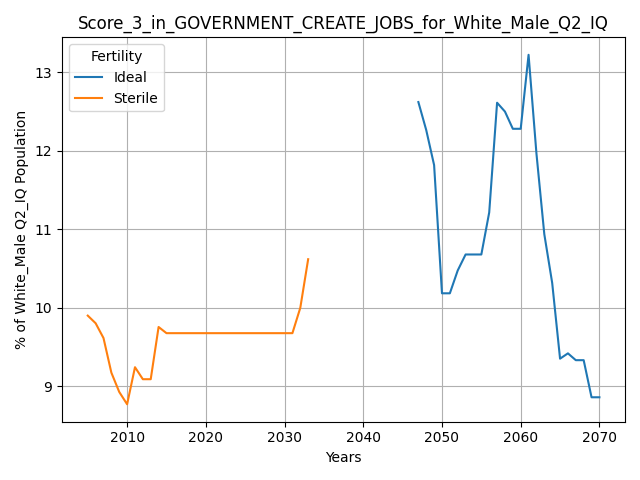 Score_3_in_GOVERNMENT_CREATE_JOBS_for_White_Male_Q2_IQ
Fertility
Ideal
Sterile
% of White_Male Q2_IQ Population
13
12
11
10
9
2010
2020
2030
2040
2050
2060
2070
Years